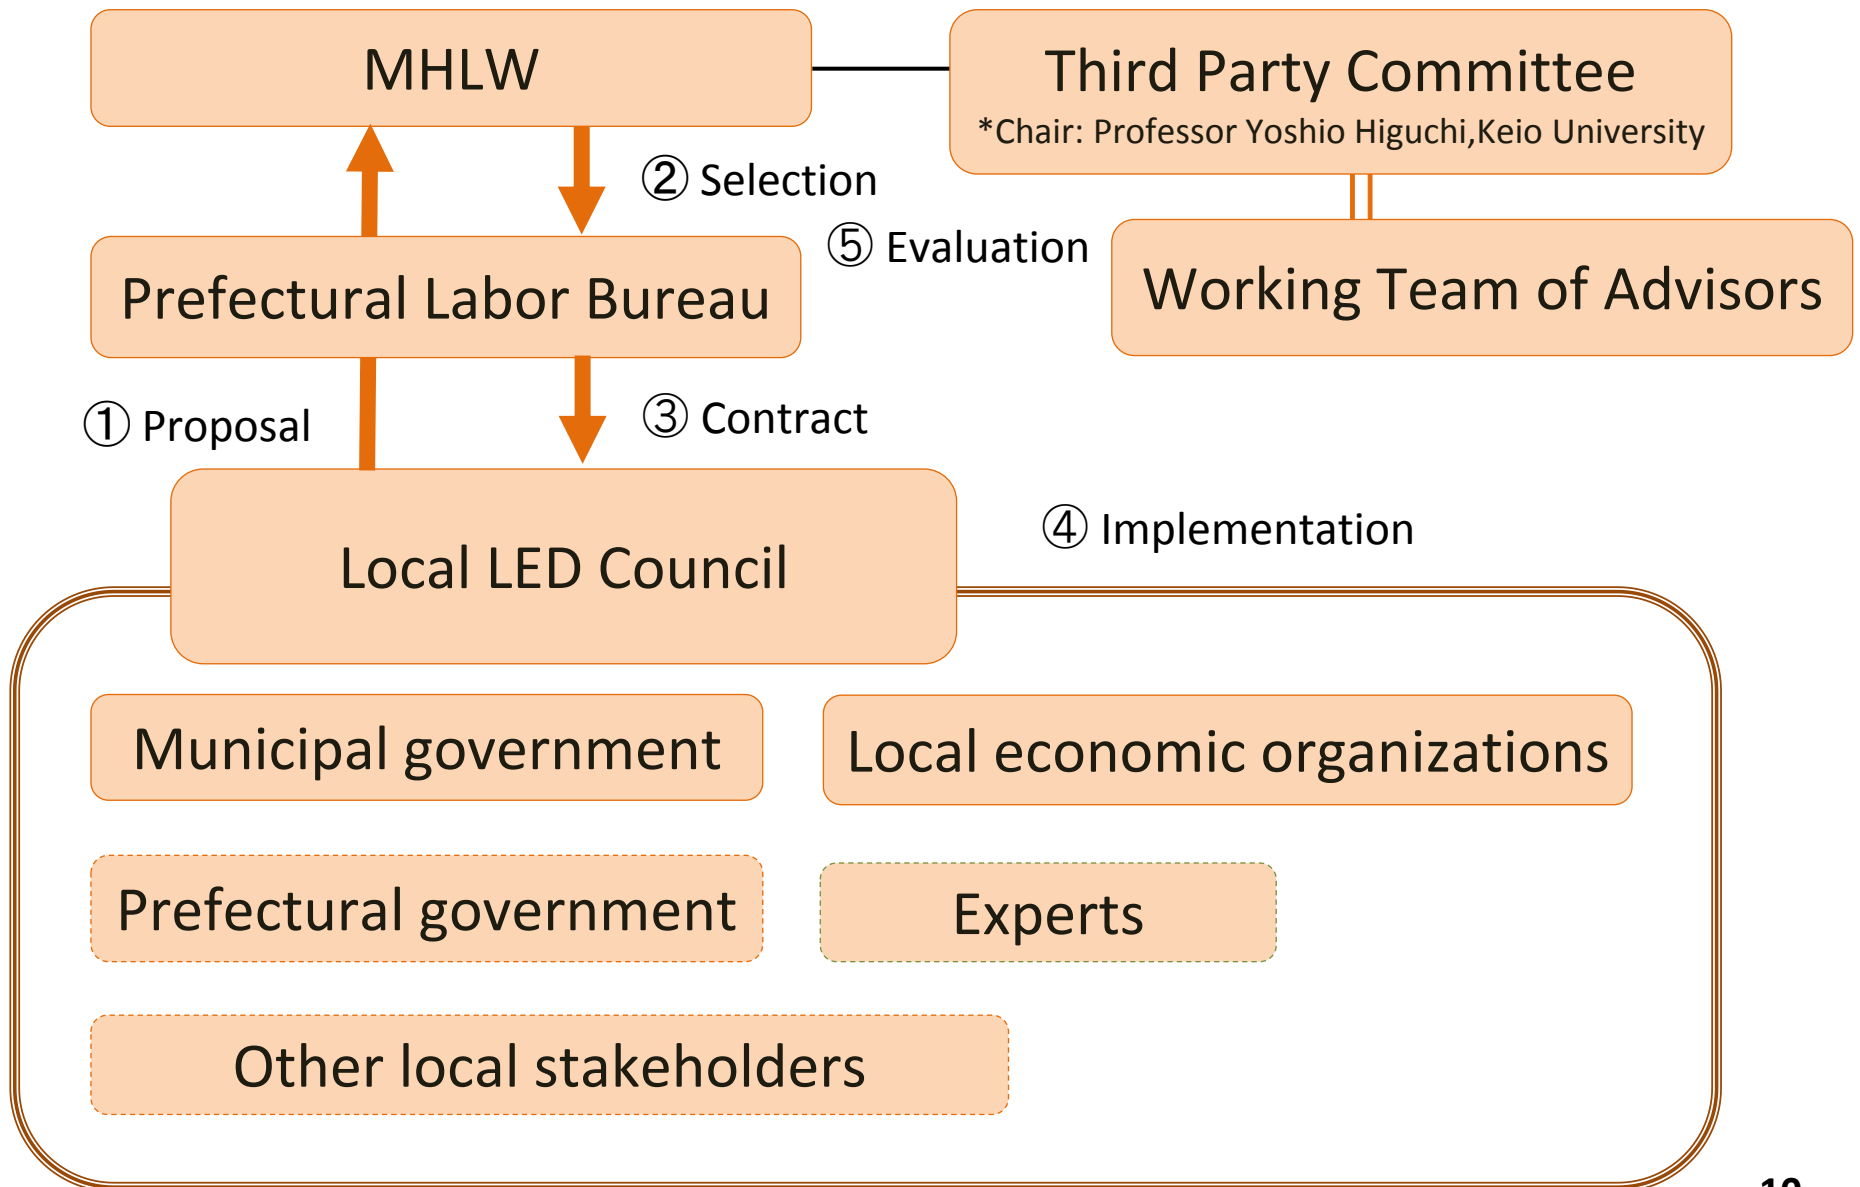 MHLW
Third Party Committee
*Chair: Professor Yoshio Higuchi,Keio University
② Selection
⑤ Evaluation
Prefectural Labor Bureau
Working Team of Advisors
① Proposal
③ Contract
④ Implementation
Local LED Council
Municipal government
Local economic organizations
Prefectural government
Experts
Other local stakeholders